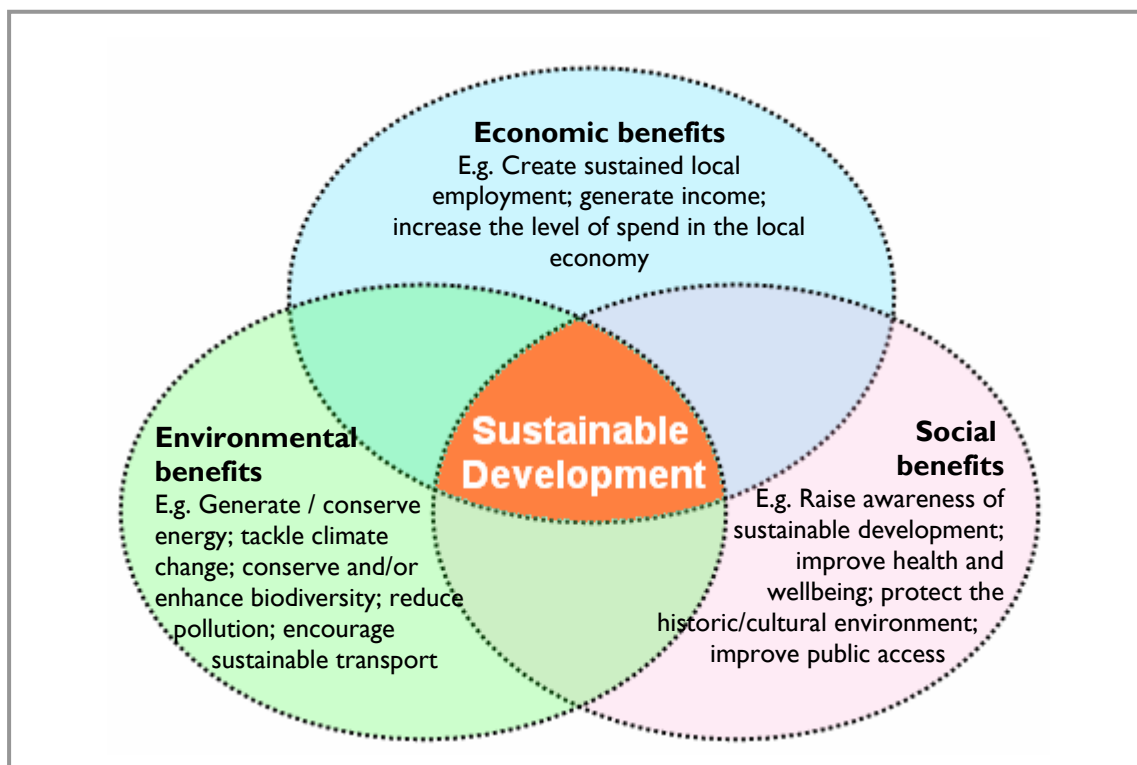 Economic benefits
E.g. Create sustained local
employment; generate income;
increase the level of spend in the local
economy
Sustainable
Development
Environmental
benefits
E.g. Generate / conserve
energy; tackle climate
change; conserve and/or
enhance biodiversity; reduce
pollution; encourage
sustainable transport
Social
benefits
E.g. Raise awareness of
sustainable development;
improve health and
wellbeing; protect the
historic/cultural environment;
improve public access